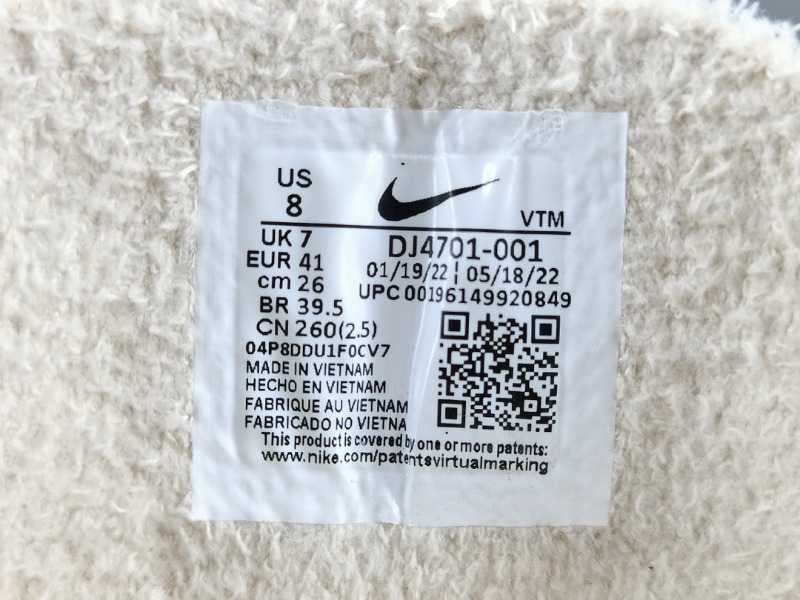 US
8
VTM
UK 7
EUR 41
cm 26
BR 39.5
CN 260(2.5)
DJ4701-001
01/19/22 | 05/18/22
UPC 00196149920849
04P8DDU1F0CV7
MADE IN VIETNAM
HECHO EN VIETNAM
FABRIQUE AU VIETNAM
FABRICADO NO VIETNA
This product is covered by one or more patents:
www.nike.com/patentsvirtualmarking